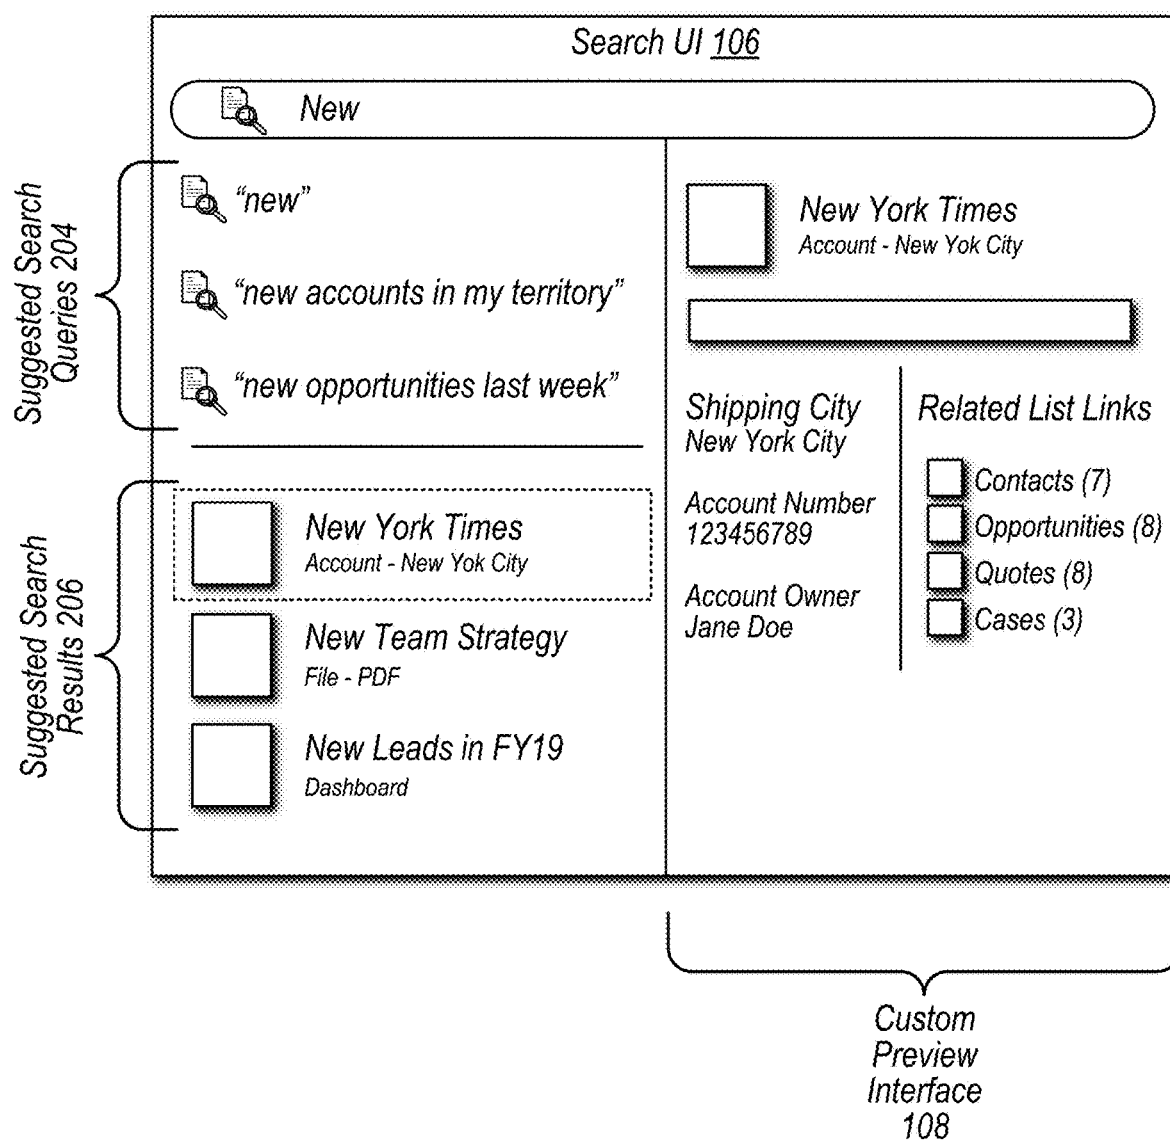 Search UI 106
New
Suggested Search
Queries 204
"new"
"new accounts in my territory"
"new opportunities last week"
Suggested Search
Results 206
New York Times
Account - New Yok City
New Team Strategy
File - PDF
New Leads in FY19
Dashboard
New York Times
Account - New Yok City
Shipping City
New York City
Account Number
123456789
Account Owner
Jane Doe
Related List Links
Contacts (7)
Opportunities (8)
Quotes (8)
Cases (3)
Custom
Preview
Interface
108